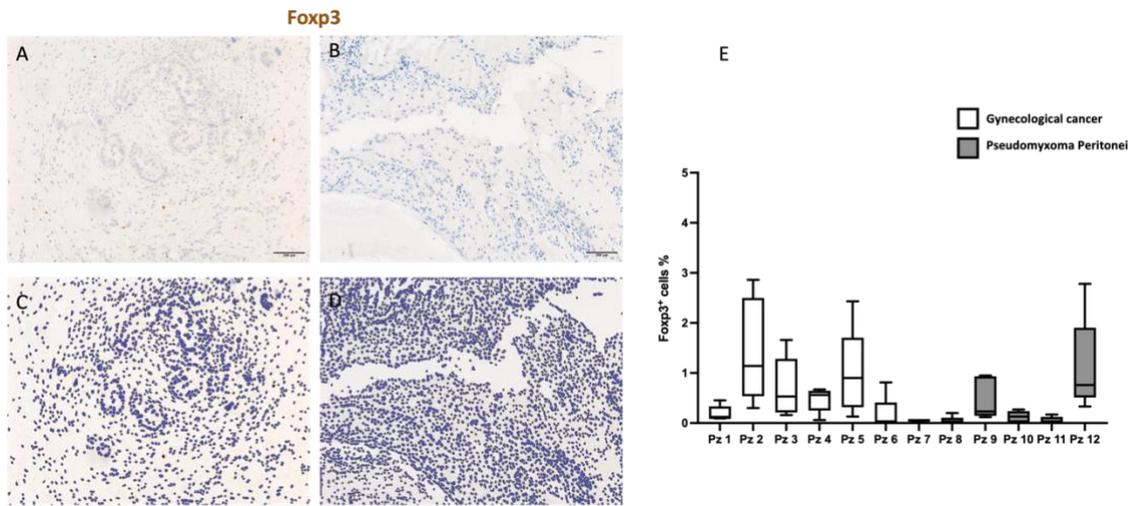 Foxp3
A
B
C
D
E
Gynecological cancer
Pseudomyxoma Peritonei
Foxp3+ cells %
5
4
3
2
1
0
Pz 1 Pz 2 Pz 3 Pz 4 Pz 5 Pz 6 Pz 7 Pz 8 Pz 9 Pz 10 Pz 11 Pz 12